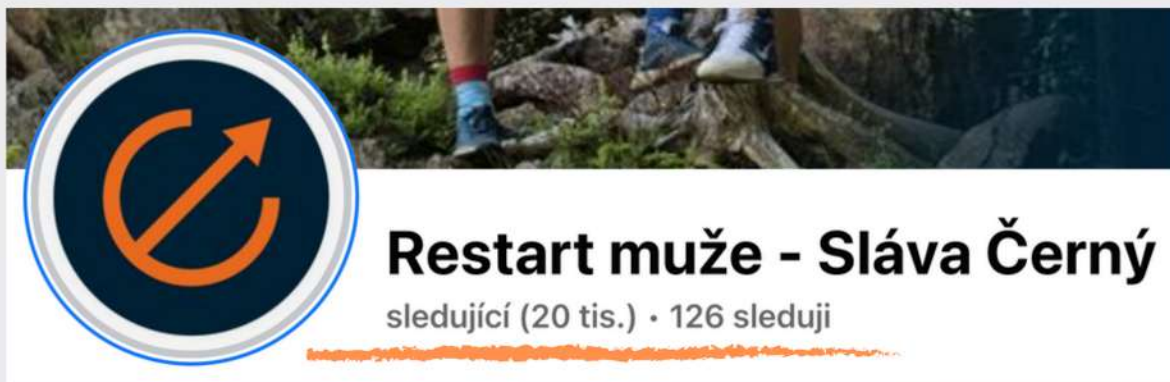 Restart muže - Sláva Černý
sledující (20 tis.) • 126 sleduji